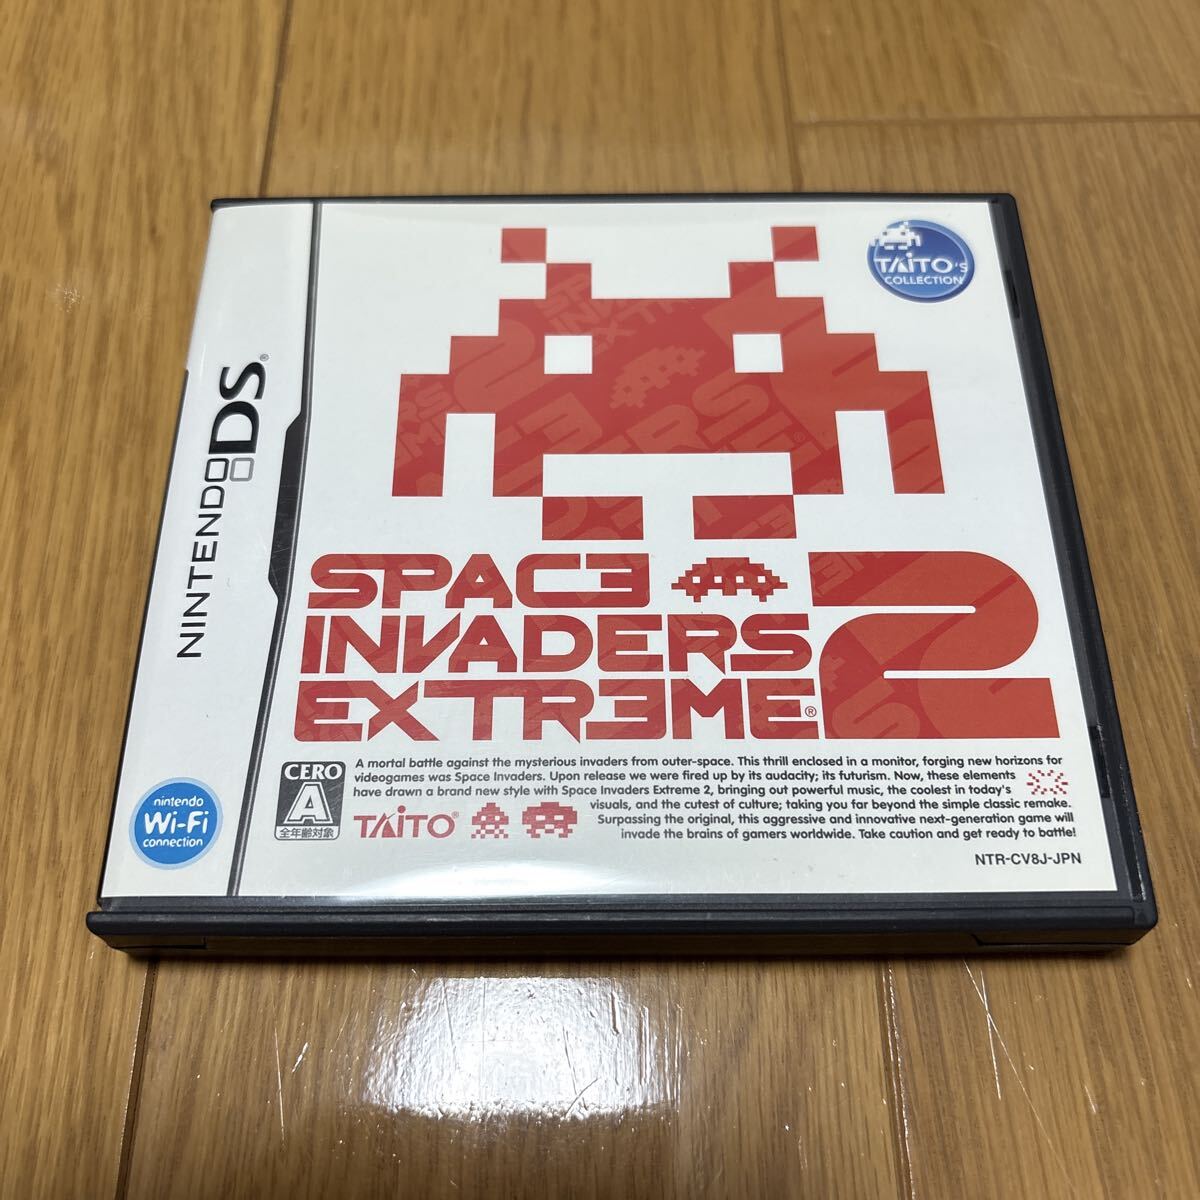 NINTENDO DS®
TAITO'S
COLLECTION
SPACE
INVADERS
EXTREME® 2
CERO
A
全年齢対象
TAITO®
A mortal battle against the mysterious invaders from outer-space. This thrill enclosed in a monitor, forging new horizons for
videogames was Space Invaders. Upon release we were fired up by its audacity; its futurism. Now, these elements
have drawn a brand new style with Space Invaders Extreme 2, bringing out powerful music, the coolest in today's
visuals, and the cutest of culture; taking you far beyond the simple classic remake.
Surpassing the original, this aggressive and innovative next-generation game will
invade the brains of gamers worldwide. Take caution and get ready to battle!
NTR-CV8J-JPN
nintendo
Wi-Fi
connection